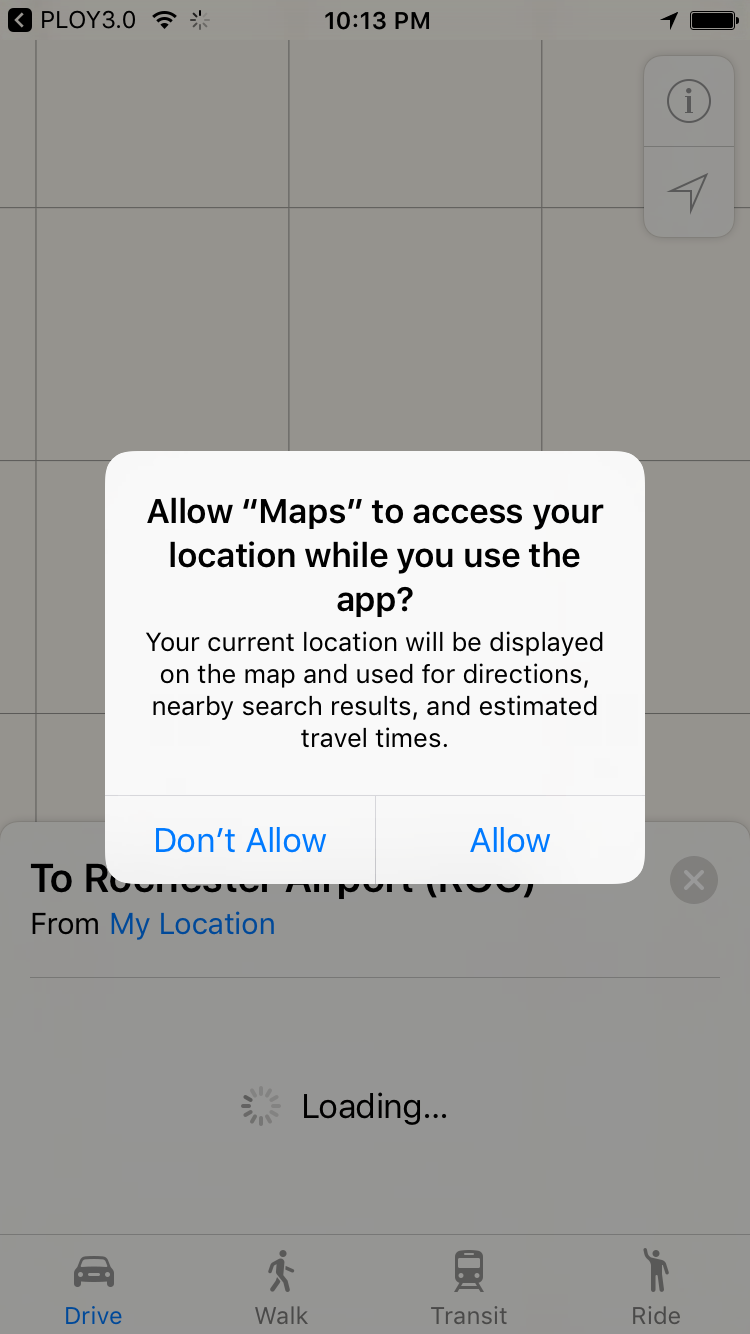 PLOY3.0
10:13 PM
Allow “Maps” to access your
location while you use the
app?
Your current location will be displayed
on the map and used for directions,
nearby search results, and estimated
travel times.
Don’t Allow
Allow
To Rochester Airport (ROC)
From My Location
Loading...
Drive
Walk
Transit
Ride